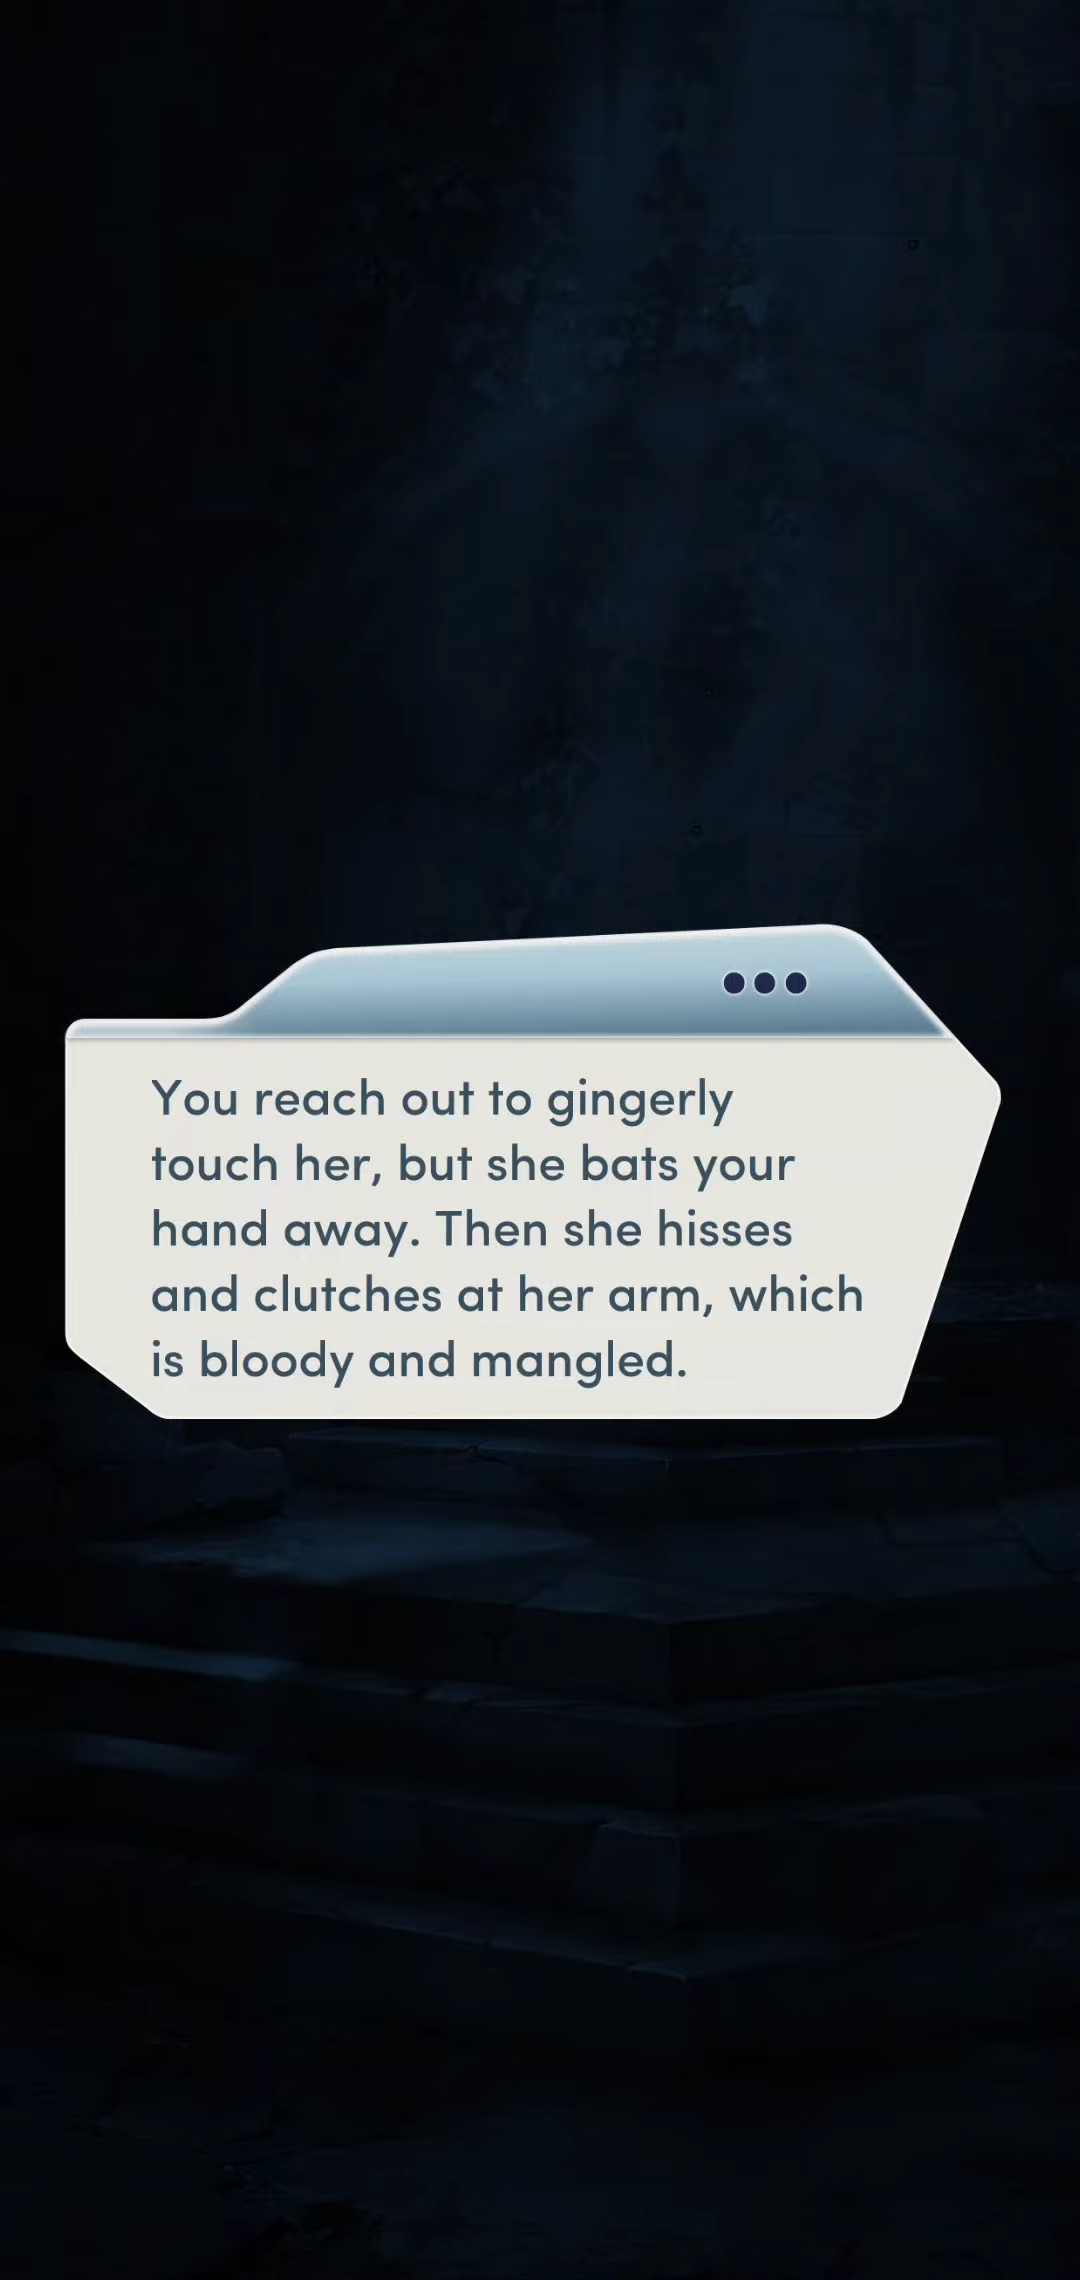 You reach out to gingerly
touch her, but she bats your
hand away. Then she hisses
and clutches at her arm, which
is bloody and mangled.